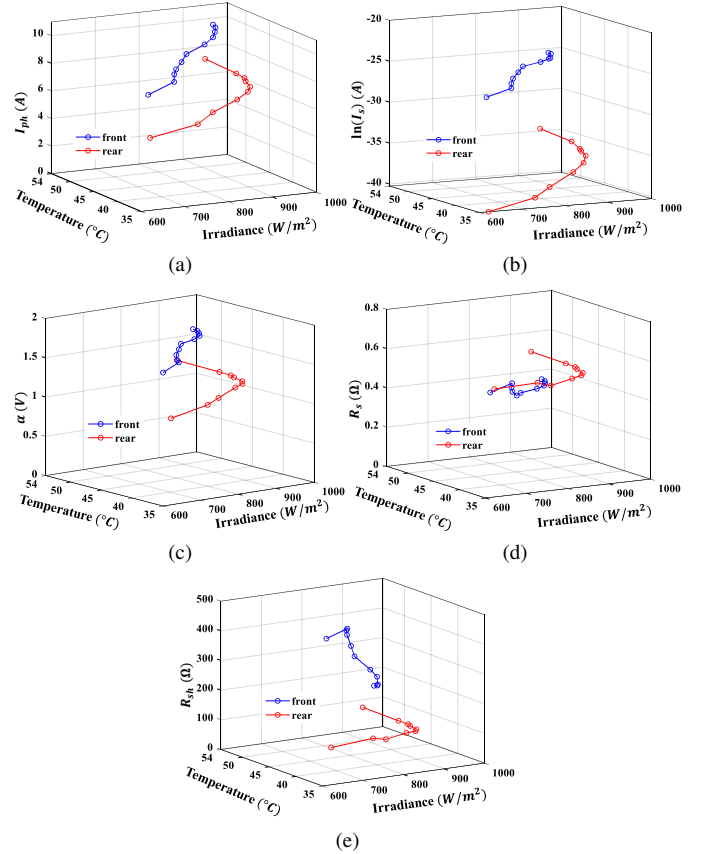 10
8
6
4
2
0
I_ph (A)
front
rear
54
50
45
40
35
Temperature (°C)
600
700
800
900
1000
Irradiance (W/m²)
(a)
-20
-25
-30
-35
-40
ln(I_s) (A)
front
rear
54
50
45
40
35
Temperature (°C)
600
700
800
900
1000
Irradiance (W/m²)
(b)
2
1.5
1
0.5
0
α (V)
front
rear
54
50
45
40
35
Temperature (°C)
600
700
800
900
1000
Irradiance (W/m²)
(c)
0.8
0.6
0.4
0.2
0
R_s (Ω)
front
rear
54
50
45
40
35
Temperature (°C)
600
700
800
900
1000
Irradiance (W/m²)
(d)
500
400
300
200
100
0
R_sh (Ω)
front
rear
54
50
45
40
35
Temperature (°C)
600
700
800
900
1000
Irradiance (W/m²)
(e)